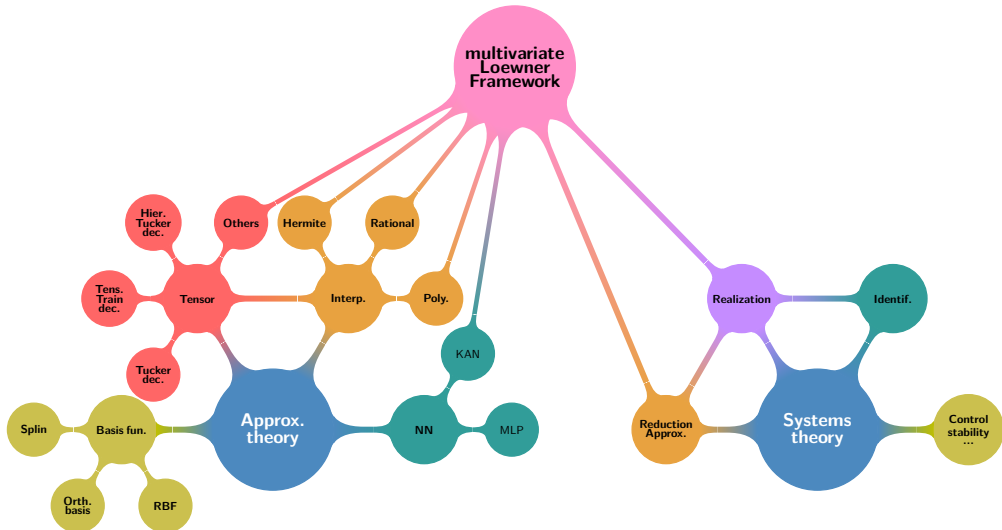 multivariate
Loewner
Framework
Hier.
Tucker
dec.
Others
Hermite
Rational
Tens.
Train
dec.
Tensor
Interp.
Poly.
Realization
Identif.
Tucker
dec.
KAN
Splin
Basis fun.
Approx.
theory
NN
MLP
Reduction
Approx.
Systems
theory
Control
stability
...
Orth.
basis
RBF